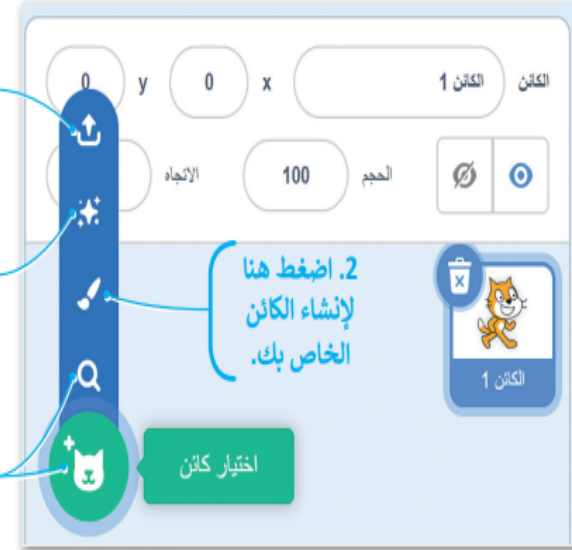 الكائن الكائن 1 x 0 y 0
الحجم 100 الاتجاه
2. اضغط هنا
لإنشاء الكائن
الخاص بك.
الكائن 1
اختيار كائن